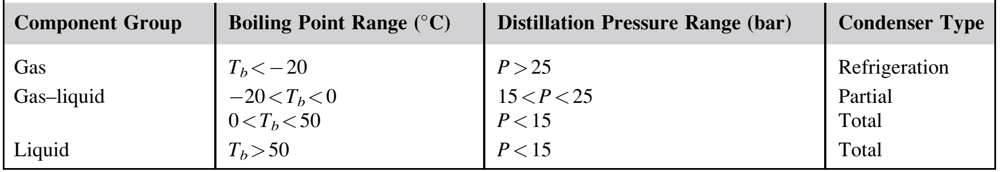 Component Group Boiling Point Range (°C) Distillation Pressure Range (bar) Condenser Type
Gas T_b < −20 P > 25 Refrigeration
Gas–liquid −20 < T_b < 0 15 < P < 25 Partial
0 < T_b < 50 P < 15 Total
Liquid T_b > 50 P < 15 Total